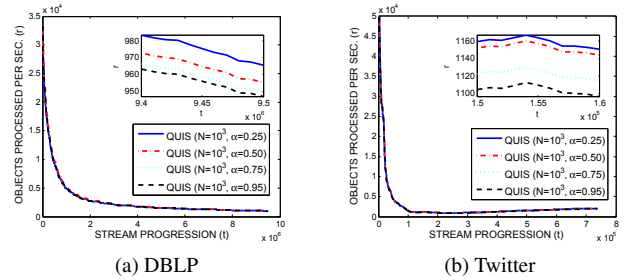 x 10^4
3.5
3
2.5
2
1.5
1
0.5
0
OBJECTS PROCESSED PER SEC. (r)
980
970
960
950
r
9.4
9.45
9.5
t
x 10^6
QUIS (N=10^3, α=0.25)
QUIS (N=10^3, α=0.50)
QUIS (N=10^3, α=0.75)
QUIS (N=10^3, α=0.95)
0
2
4
6
8
10
x 10^6
STREAM PROGRESSION (t)
(a) DBLP
x 10^4
5
4.5
4
3.5
3
2.5
2
1.5
1
0.5
0
OBJECTS PROCESSED PER SEC. (r)
1160
1140
1120
1100
r
1.5
1.55
1.6
t
x 10^5
QUIS (N=10^3, α=0.25)
QUIS (N=10^3, α=0.50)
QUIS (N=10^3, α=0.75)
QUIS (N=10^3, α=0.95)
0
1
2
3
4
5
6
7
8
x 10^5
STREAM PROGRESSION (t)
(b) Twitter